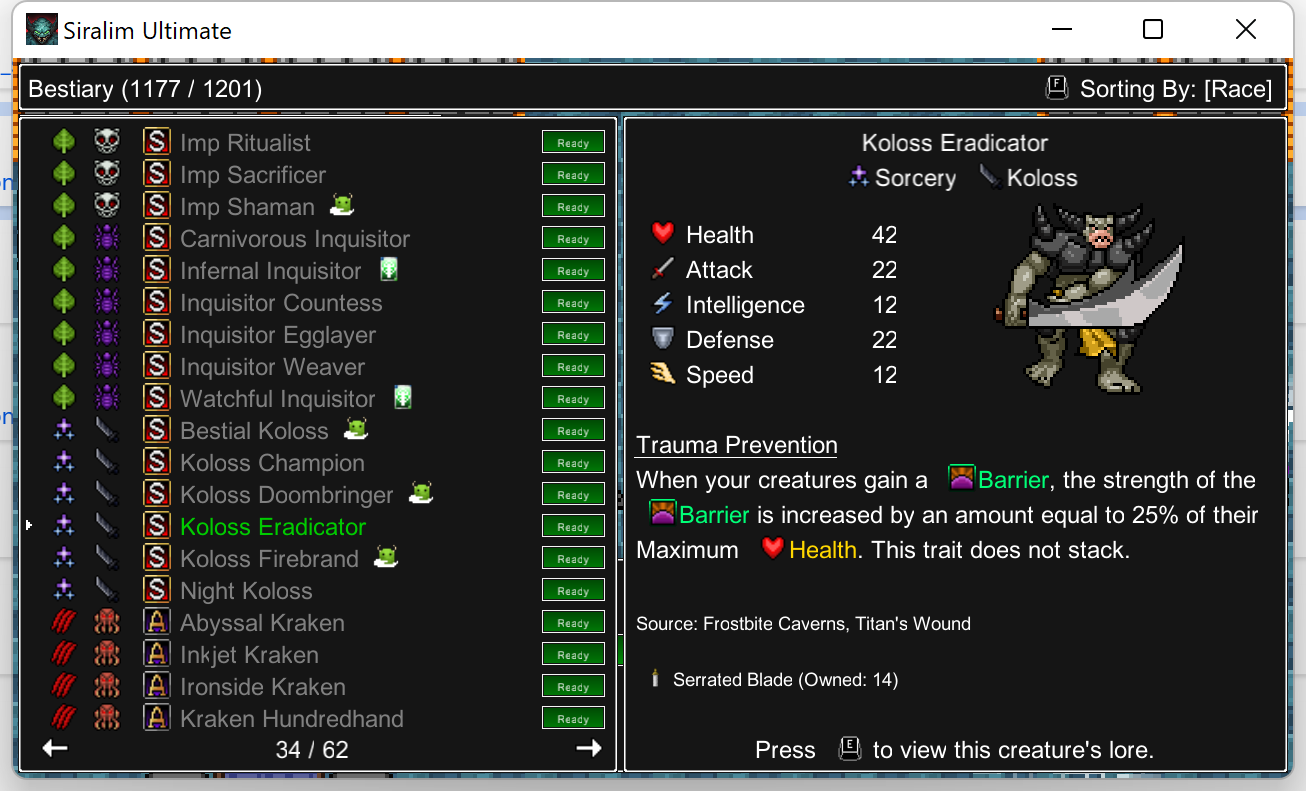 Siralim Ultimate
Bestiary (1177 / 1201)
F Sorting By: [Race]
S Imp Ritualist Ready
S Imp Sacrificer Ready
S Imp Shaman Ready
S Carnivorous Inquisitor Ready
S Infernal Inquisitor Ready
S Inquisitor Countess Ready
S Inquisitor Egglayer Ready
S Inquisitor Weaver Ready
S Watchful Inquisitor Ready
S Bestial Koloss Ready
S Koloss Champion Ready
S Koloss Doombringer Ready
S Koloss Eradicator Ready
S Koloss Firebrand Ready
S Night Koloss Ready
A Abyssal Kraken Ready
A Inkjet Kraken Ready
A Ironside Kraken Ready
A Kraken Hundredhand Ready
34 / 62
Koloss Eradicator
Sorcery Koloss
Health 42
Attack 22
Intelligence 12
Defense 22
Speed 12
Trauma Prevention
When your creatures gain a Barrier, the strength of the
Barrier is increased by an amount equal to 25% of their
Maximum Health. This trait does not stack.
Source: Frostbite Caverns, Titan's Wound
Serrated Blade (Owned: 14)
Press E to view this creature's lore.